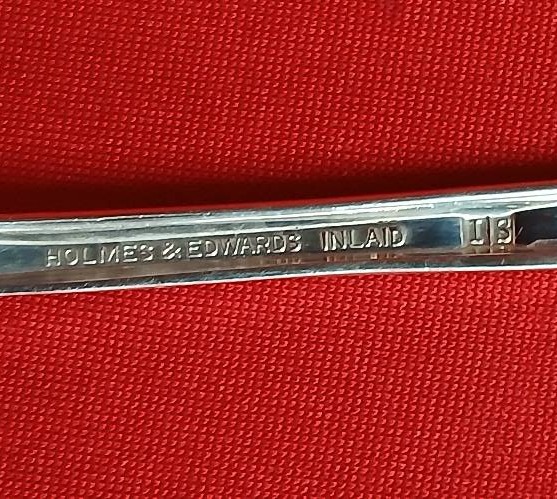 HOLMES & EDWARDS INLAID IS